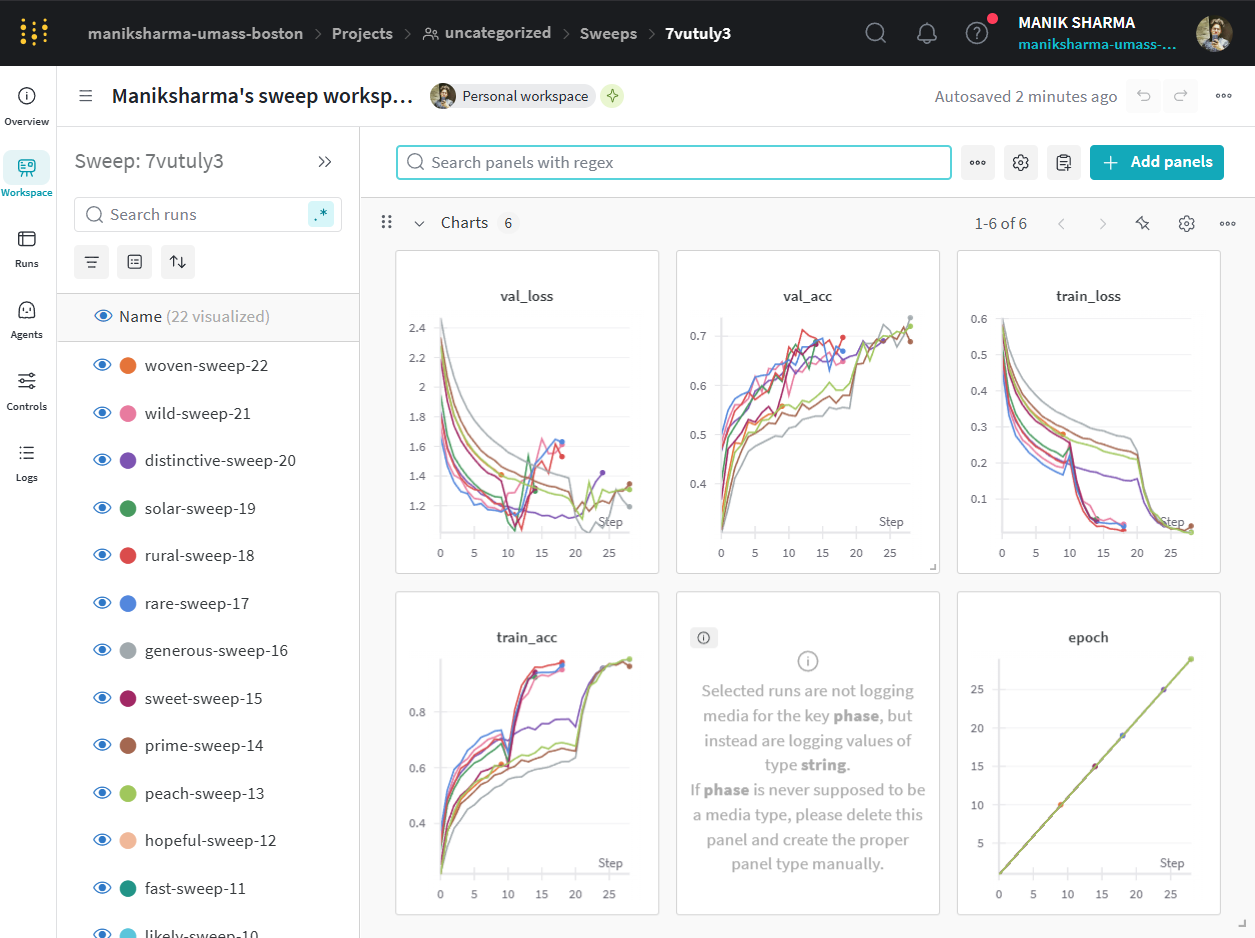 maniksharma-umass-boston > Projects > uncategorized > Sweeps > 7vutuly3
MANIK SHARMA
maniksharma-umass-...
Overview
Workspace
Runs
Agents
Controls
Logs
Maniksharma's sweep worksp...
Personal workspace
Autosaved 2 minutes ago
Sweep: 7vutuly3
Search runs
.*
Name (22 visualized)
woven-sweep-22
wild-sweep-21
distinctive-sweep-20
solar-sweep-19
rural-sweep-18
rare-sweep-17
generous-sweep-16
sweet-sweep-15
prime-sweep-14
peach-sweep-13
hopeful-sweep-12
fast-sweep-11
likely-sweep-10
Search panels with regex
Add panels
Charts 6
1-6 of 6
val_loss
2.4
2.2
2
1.8
1.6
1.4
1.2
Step
0 5 10 15 20 25
val_acc
0.7
0.6
0.5
0.4
Step
0 5 10 15 20 25
train_loss
0.6
0.5
0.4
0.3
0.2
0.1
Step
0 5 10 15 20 25
train_acc
0.8
0.6
0.4
Step
0 5 10 15 20 25
Selected runs are not logging
media for the key phase, but
instead are logging values of
type string.
If phase is never supposed to be
a media type, please delete this
panel and create the proper
panel type manually.
epoch
25
20
15
10
5
Step
0 5 10 15 20 25